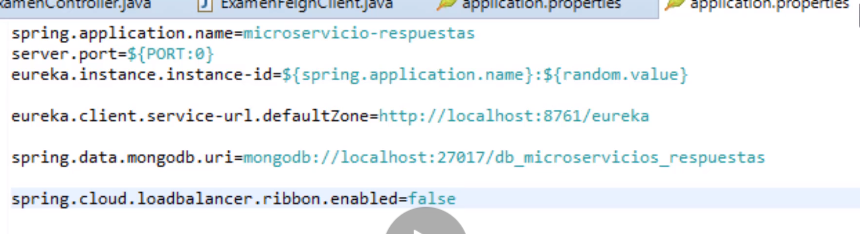 xamenController.java ExamenFeignClient.java application.properties application.properties
spring.application.name=microservicio-respuestas
server.port=${PORT:0}
eureka.instance.instance-id=${spring.application.name}:${random.value}
eureka.client.service-url.defaultZone=http://localhost:8761/eureka
spring.data.mongodb.uri=mongodb://localhost:27017/db_microservicios_respuestas
spring.cloud.loadbalancer.ribbon.enabled=false